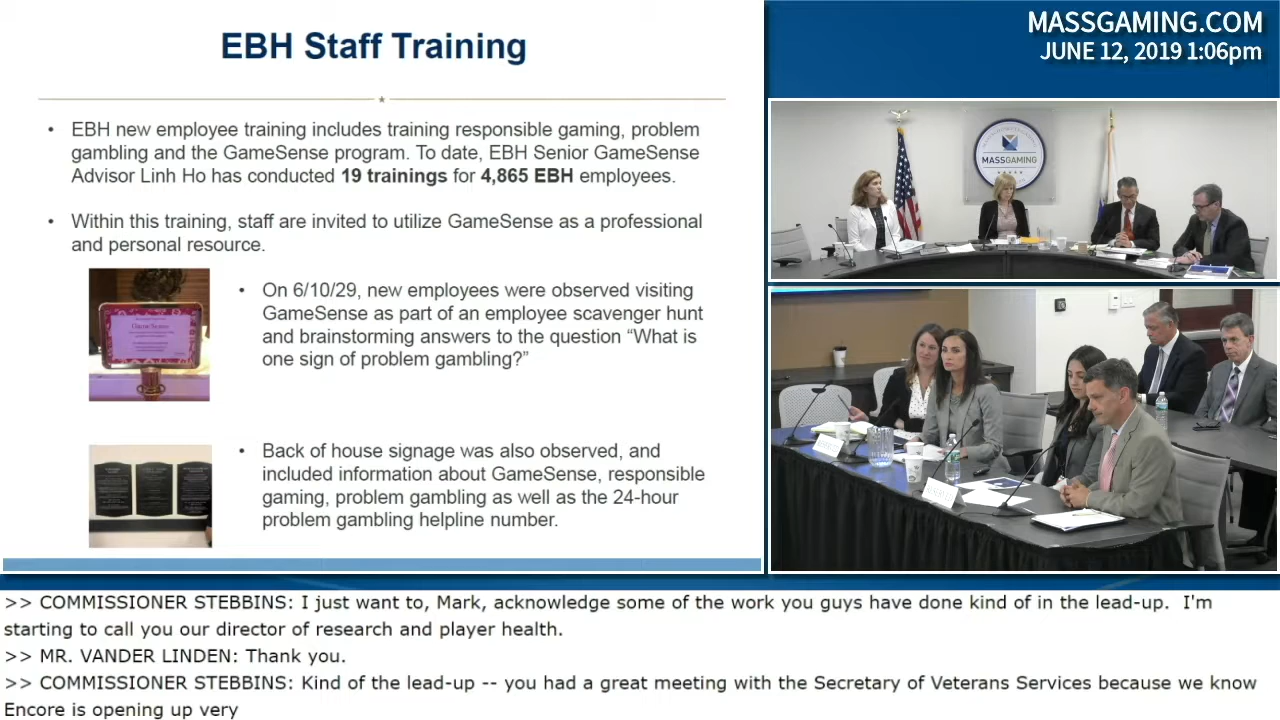 EBH Staff Training
• EBH new employee training includes training responsible gaming, problem
gambling and the GameSense program. To date, EBH Senior GameSense
Advisor Linh Ho has conducted 19 trainings for 4,865 EBH employees.
• Within this training, staff are invited to utilize GameSense as a professional
and personal resource.
GameSense
• On 6/10/29, new employees were observed visiting
GameSense as part of an employee scavenger hunt
and brainstorming answers to the question “What is
one sign of problem gambling?”
• Back of house signage was also observed, and
included information about GameSense, responsible
gaming, problem gambling as well as the 24-hour
problem gambling helpline number.
MASSGAMING.COM
JUNE 12, 2019 1:06pm
MASSGAMING
>> COMMISSIONER STEBBINS: I just want to, Mark, acknowledge some of the work you guys have done kind of in the lead-up. I'm
starting to call you our director of research and player health.
>> MR. VANDER LINDEN: Thank you.
>> COMMISSIONER STEBBINS: Kind of the lead-up -- you had a great meeting with the Secretary of Veterans Services because we know
Encore is opening up very